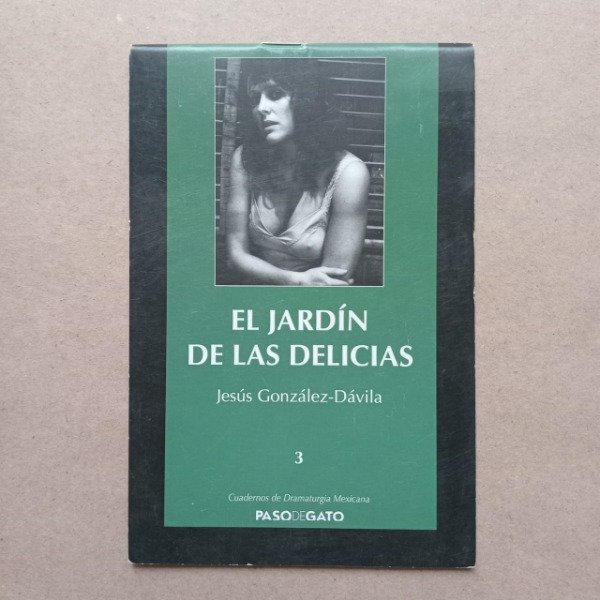 EL JARDÍN
DE LAS DELICIAS
Jesús González-Dávila
3
Cuadernos de Dramaturgia Mexicana
PASODEGATO